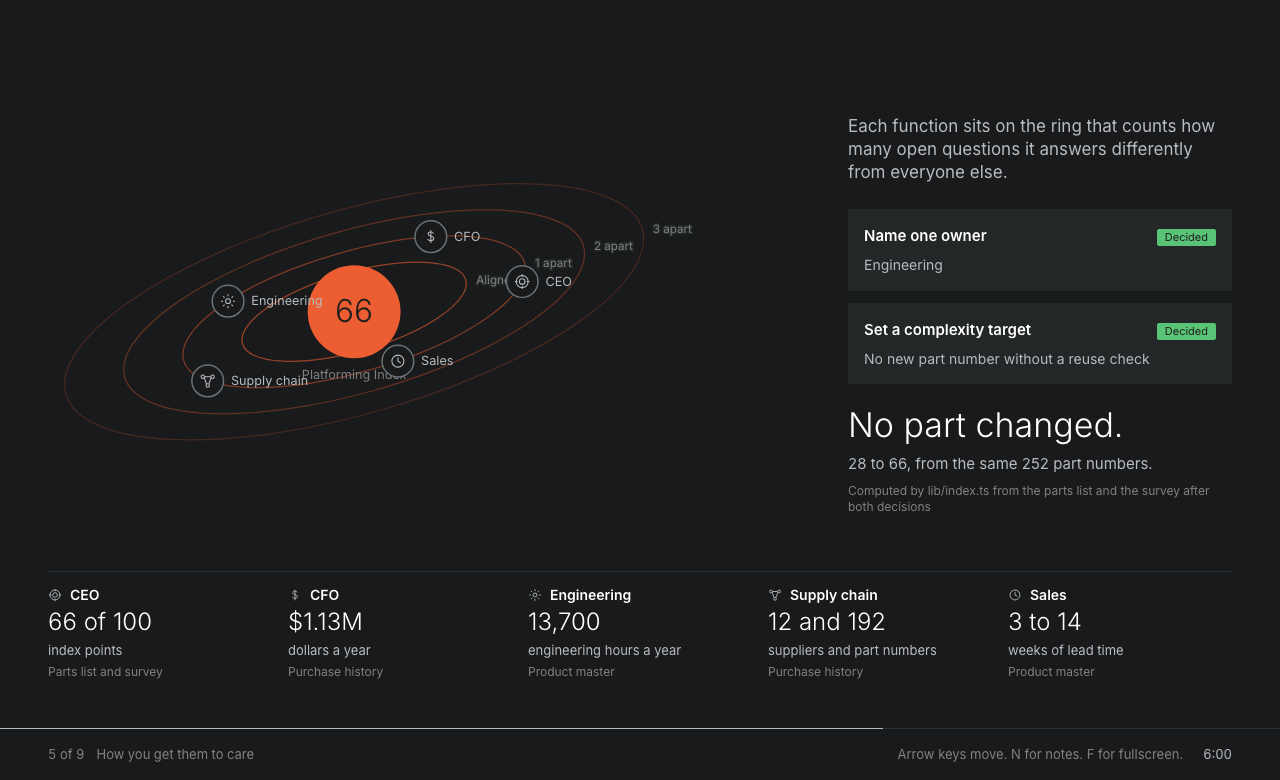 Each function sits on the ring that counts how
many open questions it answers differently
from everyone else.
3 apart
2 apart
1 apart
CFO
CEO
Engineering
66
Sales
Supply chain
Platforming Index
Name one owner
Decided
Engineering
Set a complexity target
Decided
No new part number without a reuse check
No part changed.
28 to 66, from the same 252 part numbers.
Computed by lib/index.ts from the parts list and the survey after
both decisions
CEO
66 of 100
index points
Parts list and survey
CFO
$1.13M
dollars a year
Purchase history
Engineering
13,700
engineering hours a year
Product master
Supply chain
12 and 192
suppliers and part numbers
Purchase history
Sales
3 to 14
weeks of lead time
Product master
5 of 9 How you get them to care
Arrow keys move. N for notes. F for fullscreen. 6:00